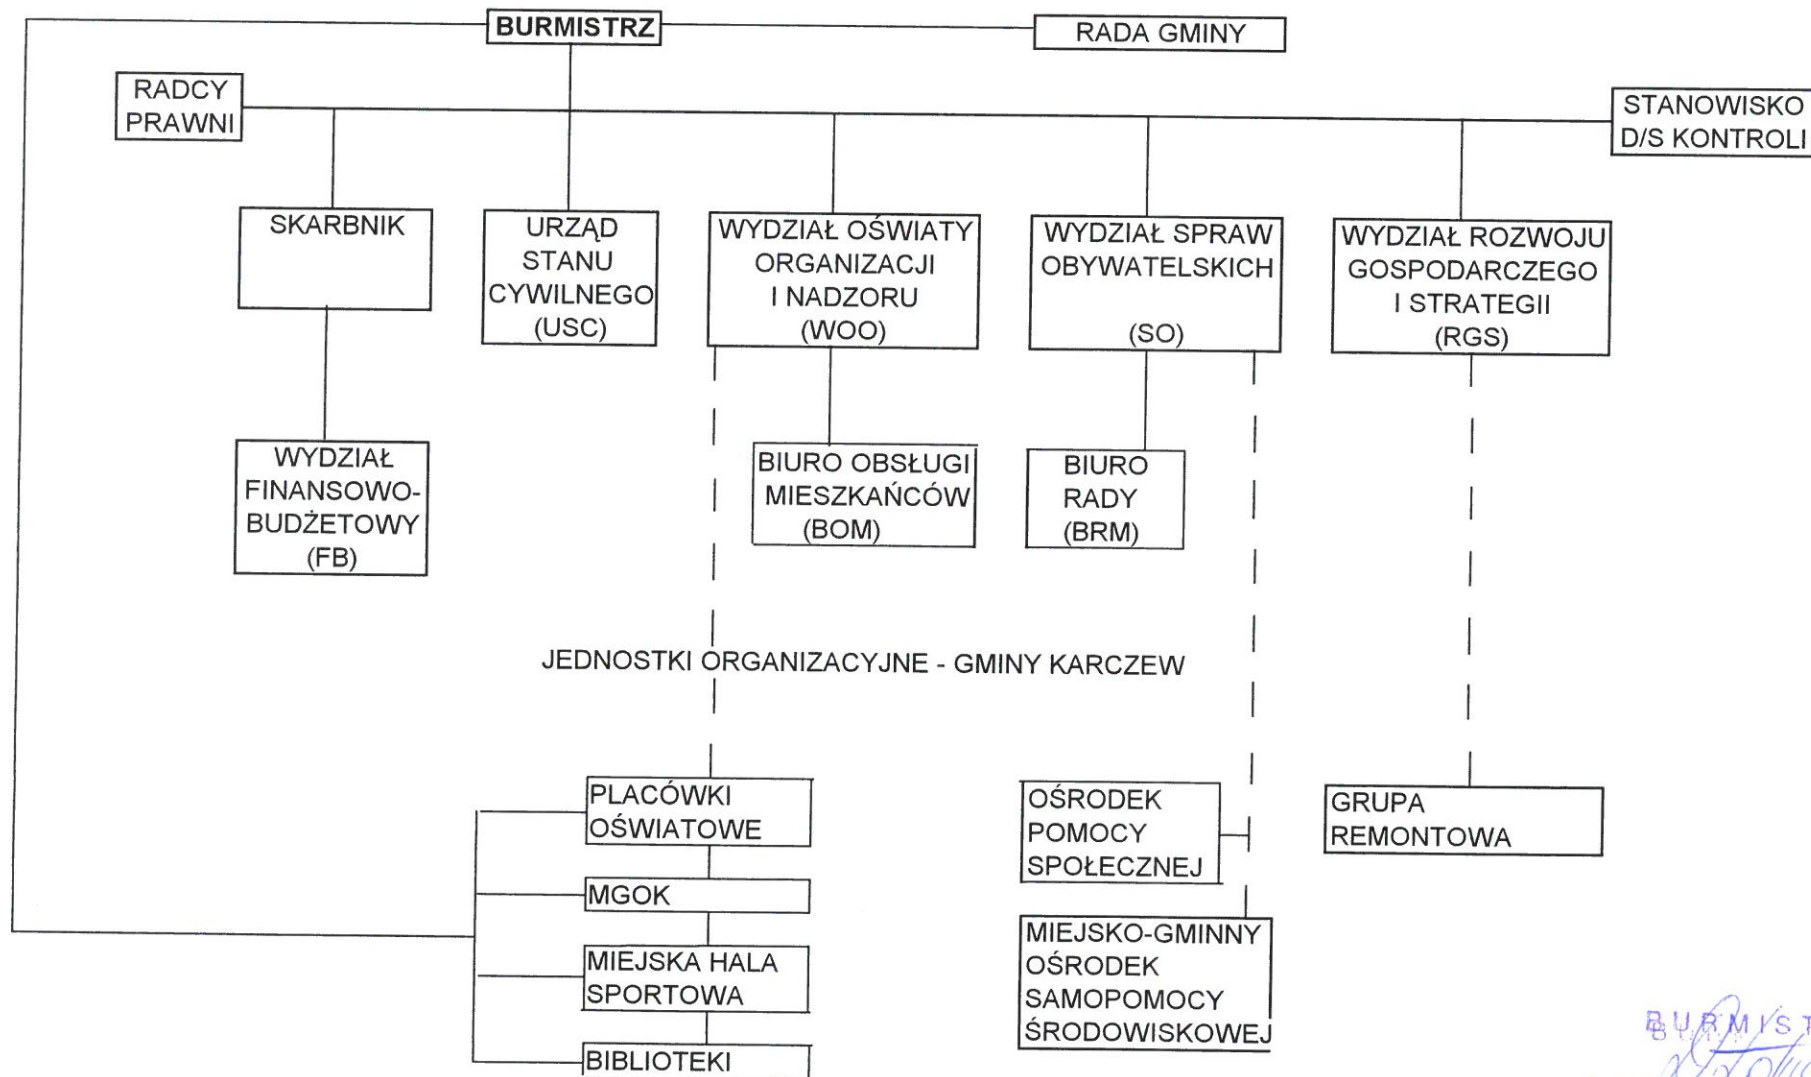 BURMISTRZ
RADA GMINY
RADCY
PRAWNI
STANOWISKO
D/S KONTROLI
SKARBNIK
URZĄD
STANU
CYWILNEGO
(USC)
WYDZIAŁ OŚWIATY
ORGANIZACJI
I NADZORU
(WOO)
WYDZIAŁ SPRAW
OBYWATELSKICH
(SO)
WYDZIAŁ ROZWOJU
GOSPODARCZEGO
I STRATEGII
(RGS)
WYDZIAŁ
FINANSOWO-
BUDŻETOWY
(FB)
BIURO OBSŁUGI
MIESZKAŃCÓW
(BOM)
BIURO
RADY
(BRM)
JEDNOSTKI ORGANIZACYJNE - GMINY KARCZEW
PLACÓWKI
OŚWIATOWE
MGOK
MIEJSKA HALA
SPORTOWA
BIBLIOTEKI
OŚRODEK
POMOCY
SPOŁECZNEJ
MIEJSKO-GMINNY
OŚRODEK
SAMOPOMOCY
ŚRODOWISKOWEJ
GRUPA
REMONTOWA
BURMIST